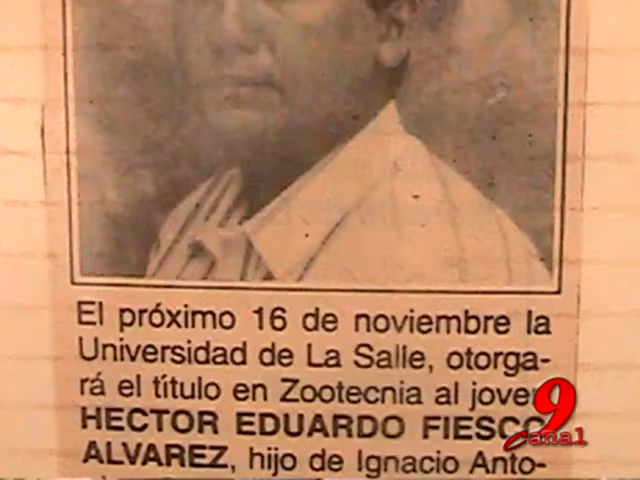 El próximo 16 de noviembre la
Universidad de La Salle, otorga-
rá el título en Zootecnia al joven
HECTOR EDUARDO FIESCO
ALVAREZ, hijo de Ignacio Anto-
9
Canal